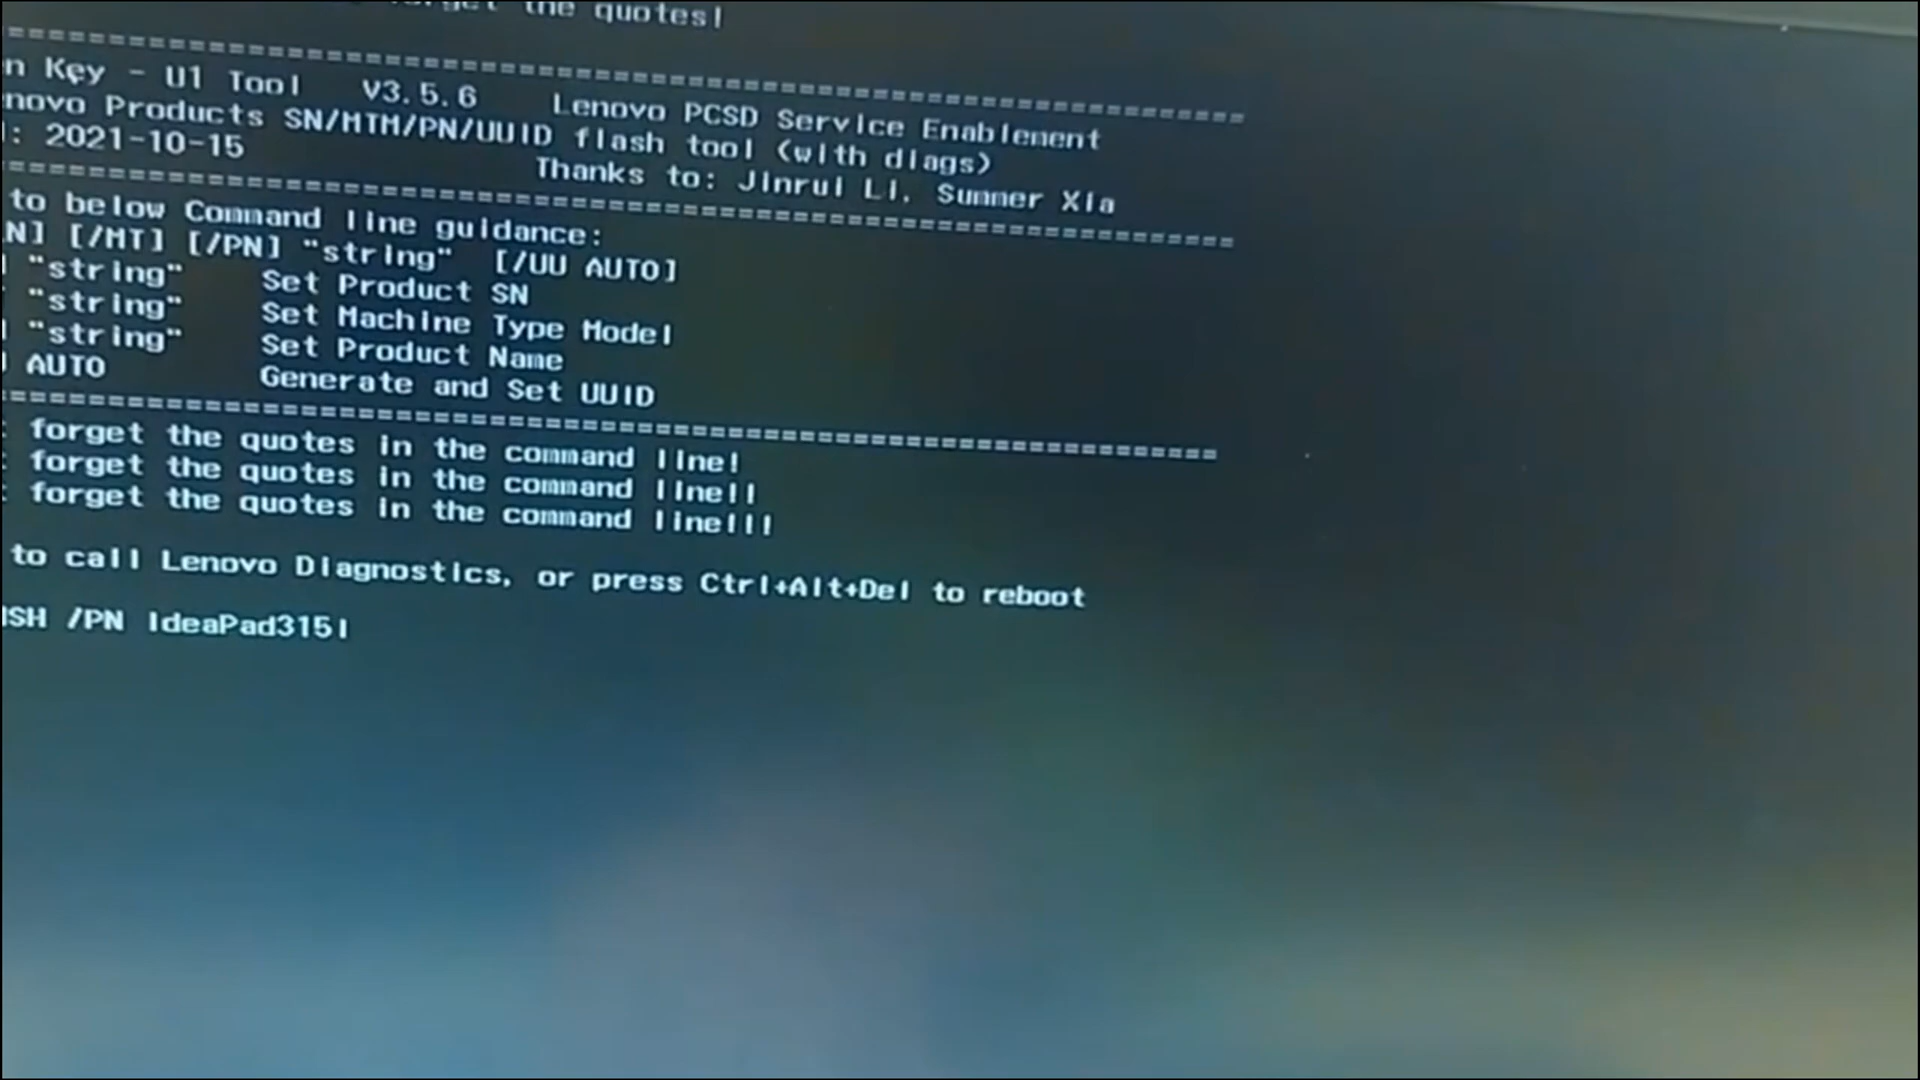 the quotes!
n Key - U1 Tool V3.5.6 Lenovo PCSD Service Enablement
novo Products SN/MTM/PN/UUID flash tool (with diags)
: 2021-10-15 Thanks to: Jinrui Li, Sumner Xia
to below Command line guidance:
N] [/MT] [/PN] "string" [/UU AUTO]
"string" Set Product SN
"string" Set Machine Type Model
"string" Set Product Name
AUTO Generate and Set UUID
forget the quotes in the command line!
forget the quotes in the command line!!
forget the quotes in the command line!!!
to call Lenovo Diagnostics, or press Ctrl+Alt+Del to reboot
SH /PN IdeaPad315I